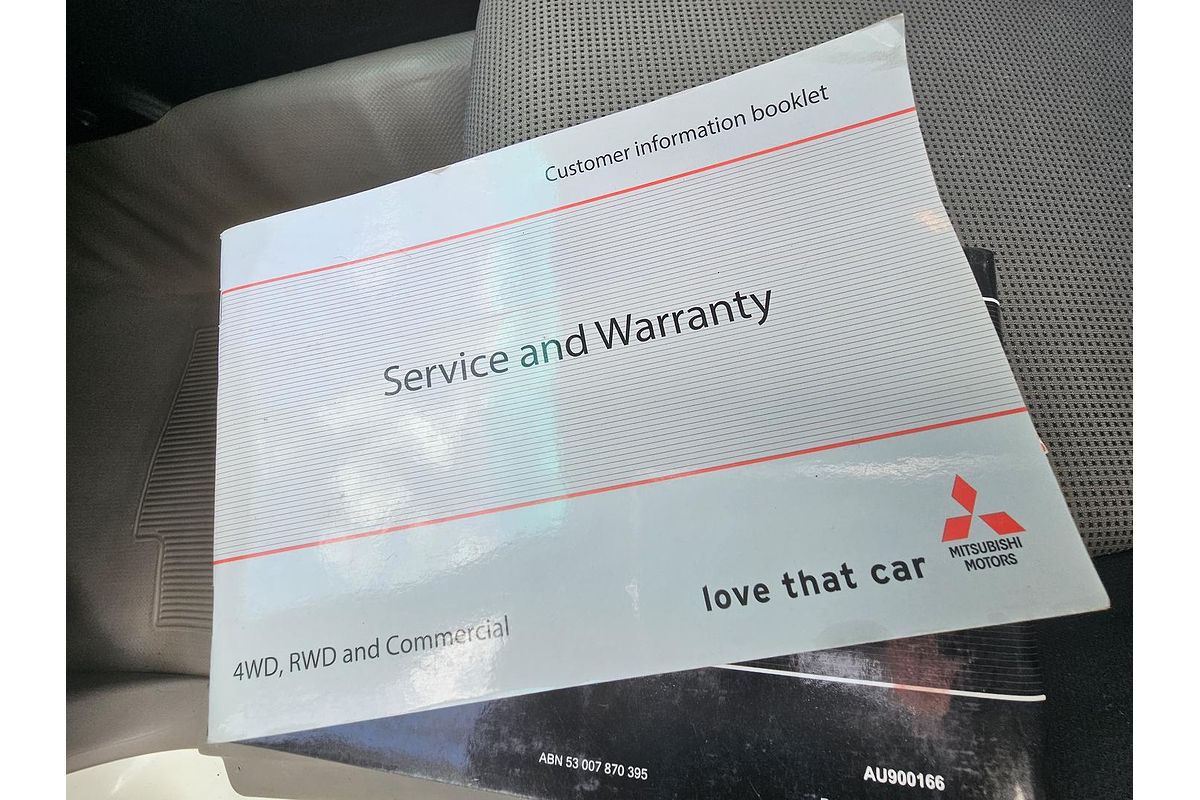 Customer information booklet
Service and Warranty
MITSUBISHI
MOTORS
love that car
4WD, RWD and Commercial
ABN 53 007 870 395
AU900166